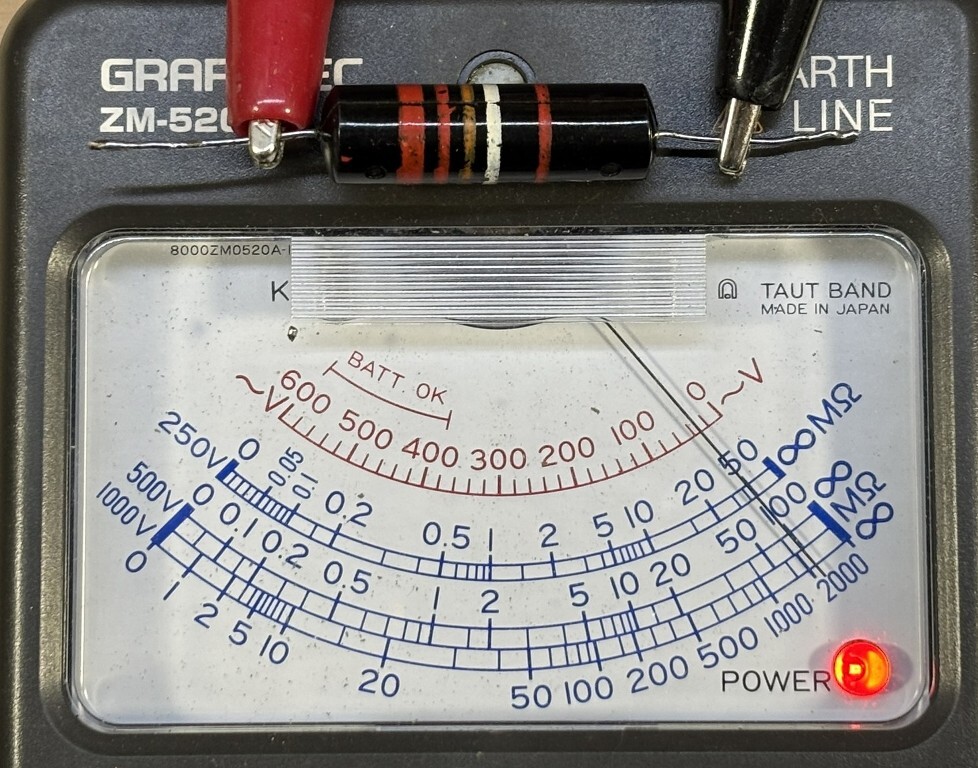 GRAP EC
ZM-520
ARTH
LINE
8000ZM0520A-
K
TAUT BAND
MADE IN JAPAN
BATT. OK
~V 600 500 400 300 200 100 0 ~V
250V 0 0.05 0.1 0.2 0.5 1 2 5 10 20 50 ∞ MΩ
500V 0 0.1 0.2 0.5 1 2 5 10 20 50 100 ∞
1000V 0 1 2 5 10 20 50 100 200 500 1000 2000 ∞ MΩ
POWER